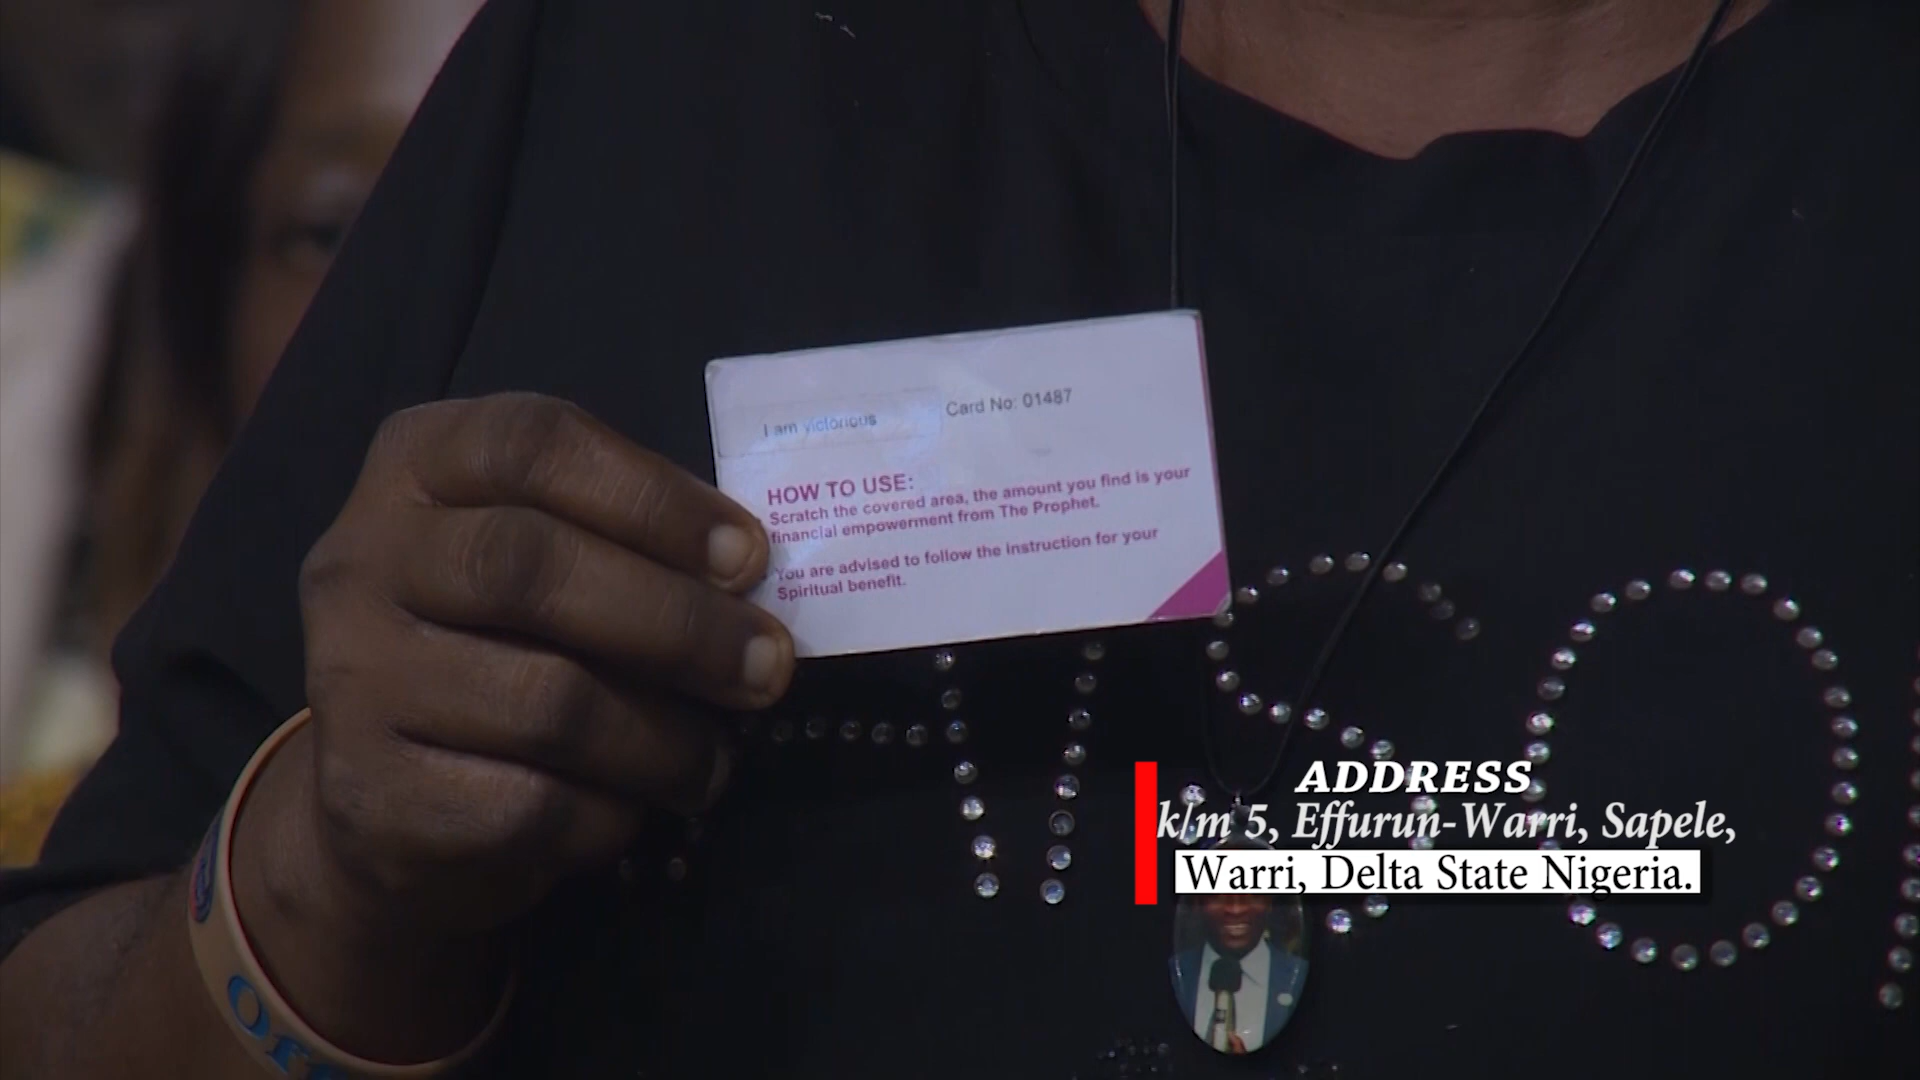 I am victorious
Card No: 01487
HOW TO USE:
Scratch the covered area, the amount you find is your
financial empowerment from The Prophet.
You are advised to follow the instruction for your
Spiritual benefit.
ADDRESS
k/m 5, Effurun-Warri, Sapele,
Warri, Delta State Nigeria.